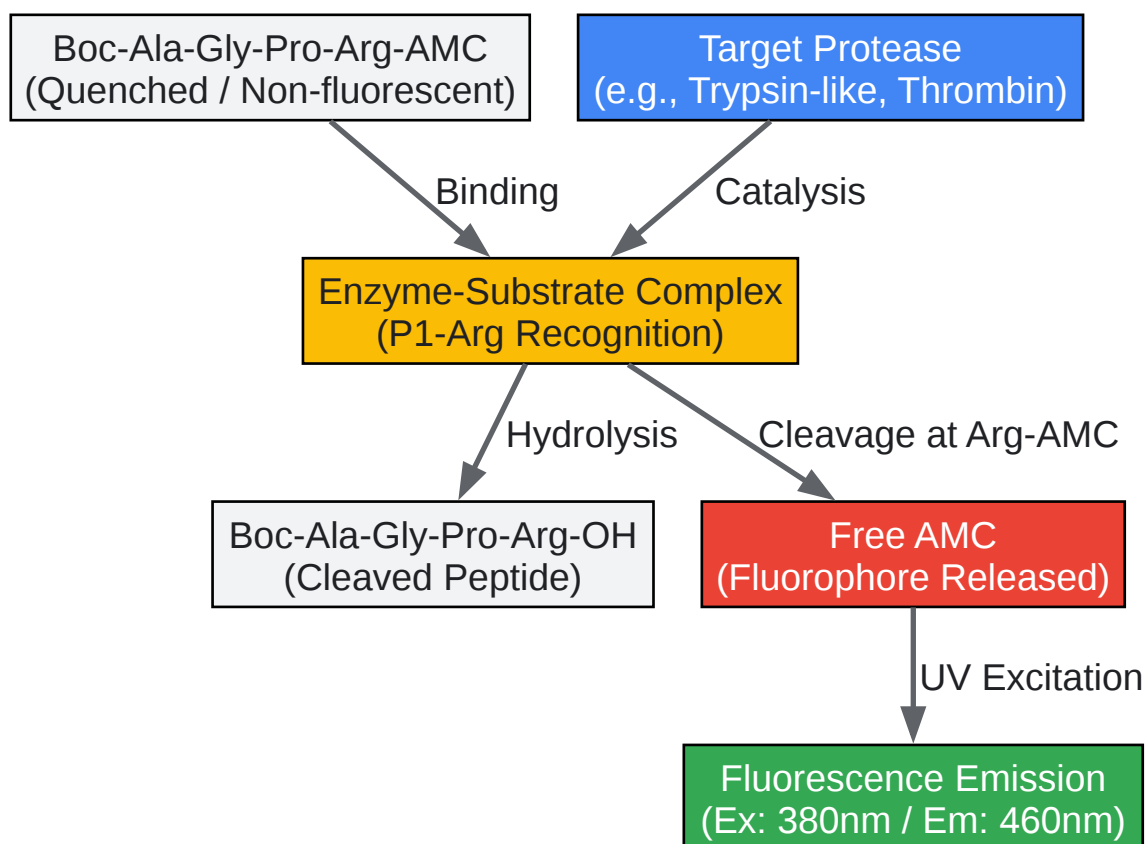 Boc-Ala-Gly-Pro-Arg-AMC
(Quenched / Non-fluorescent)
Target Protease
(e.g., Trypsin-like, Thrombin)
Binding
Catalysis
Enzyme-Substrate Complex
(P1-Arg Recognition)
Hydrolysis
Cleavage at Arg-AMC
Boc-Ala-Gly-Pro-Arg-OH
(Cleaved Peptide)
Free AMC
(Fluorophore Released)
UV Excitation
Fluorescence Emission
(Ex: 380nm / Em: 460nm)